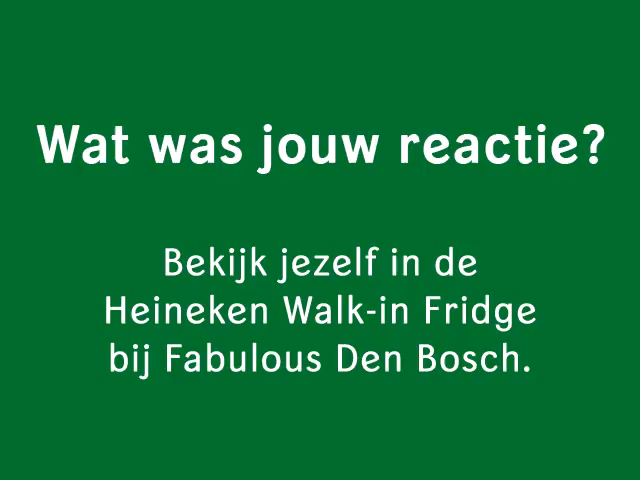 Wat was jouw reactie?
Bekijk jezelf in de
Heineken Walk-in Fridge
bij Fabulous Den Bosch.